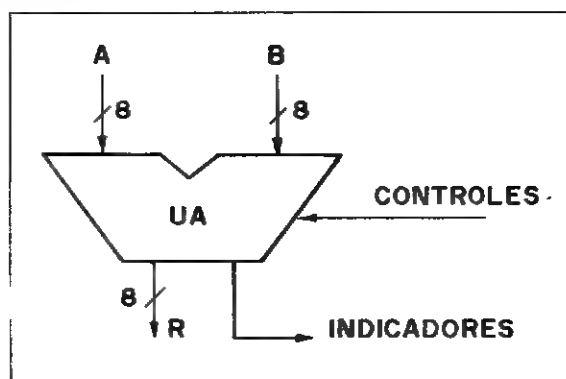 A B
8 8
UA
CONTROLES
8
R
INDICADORES